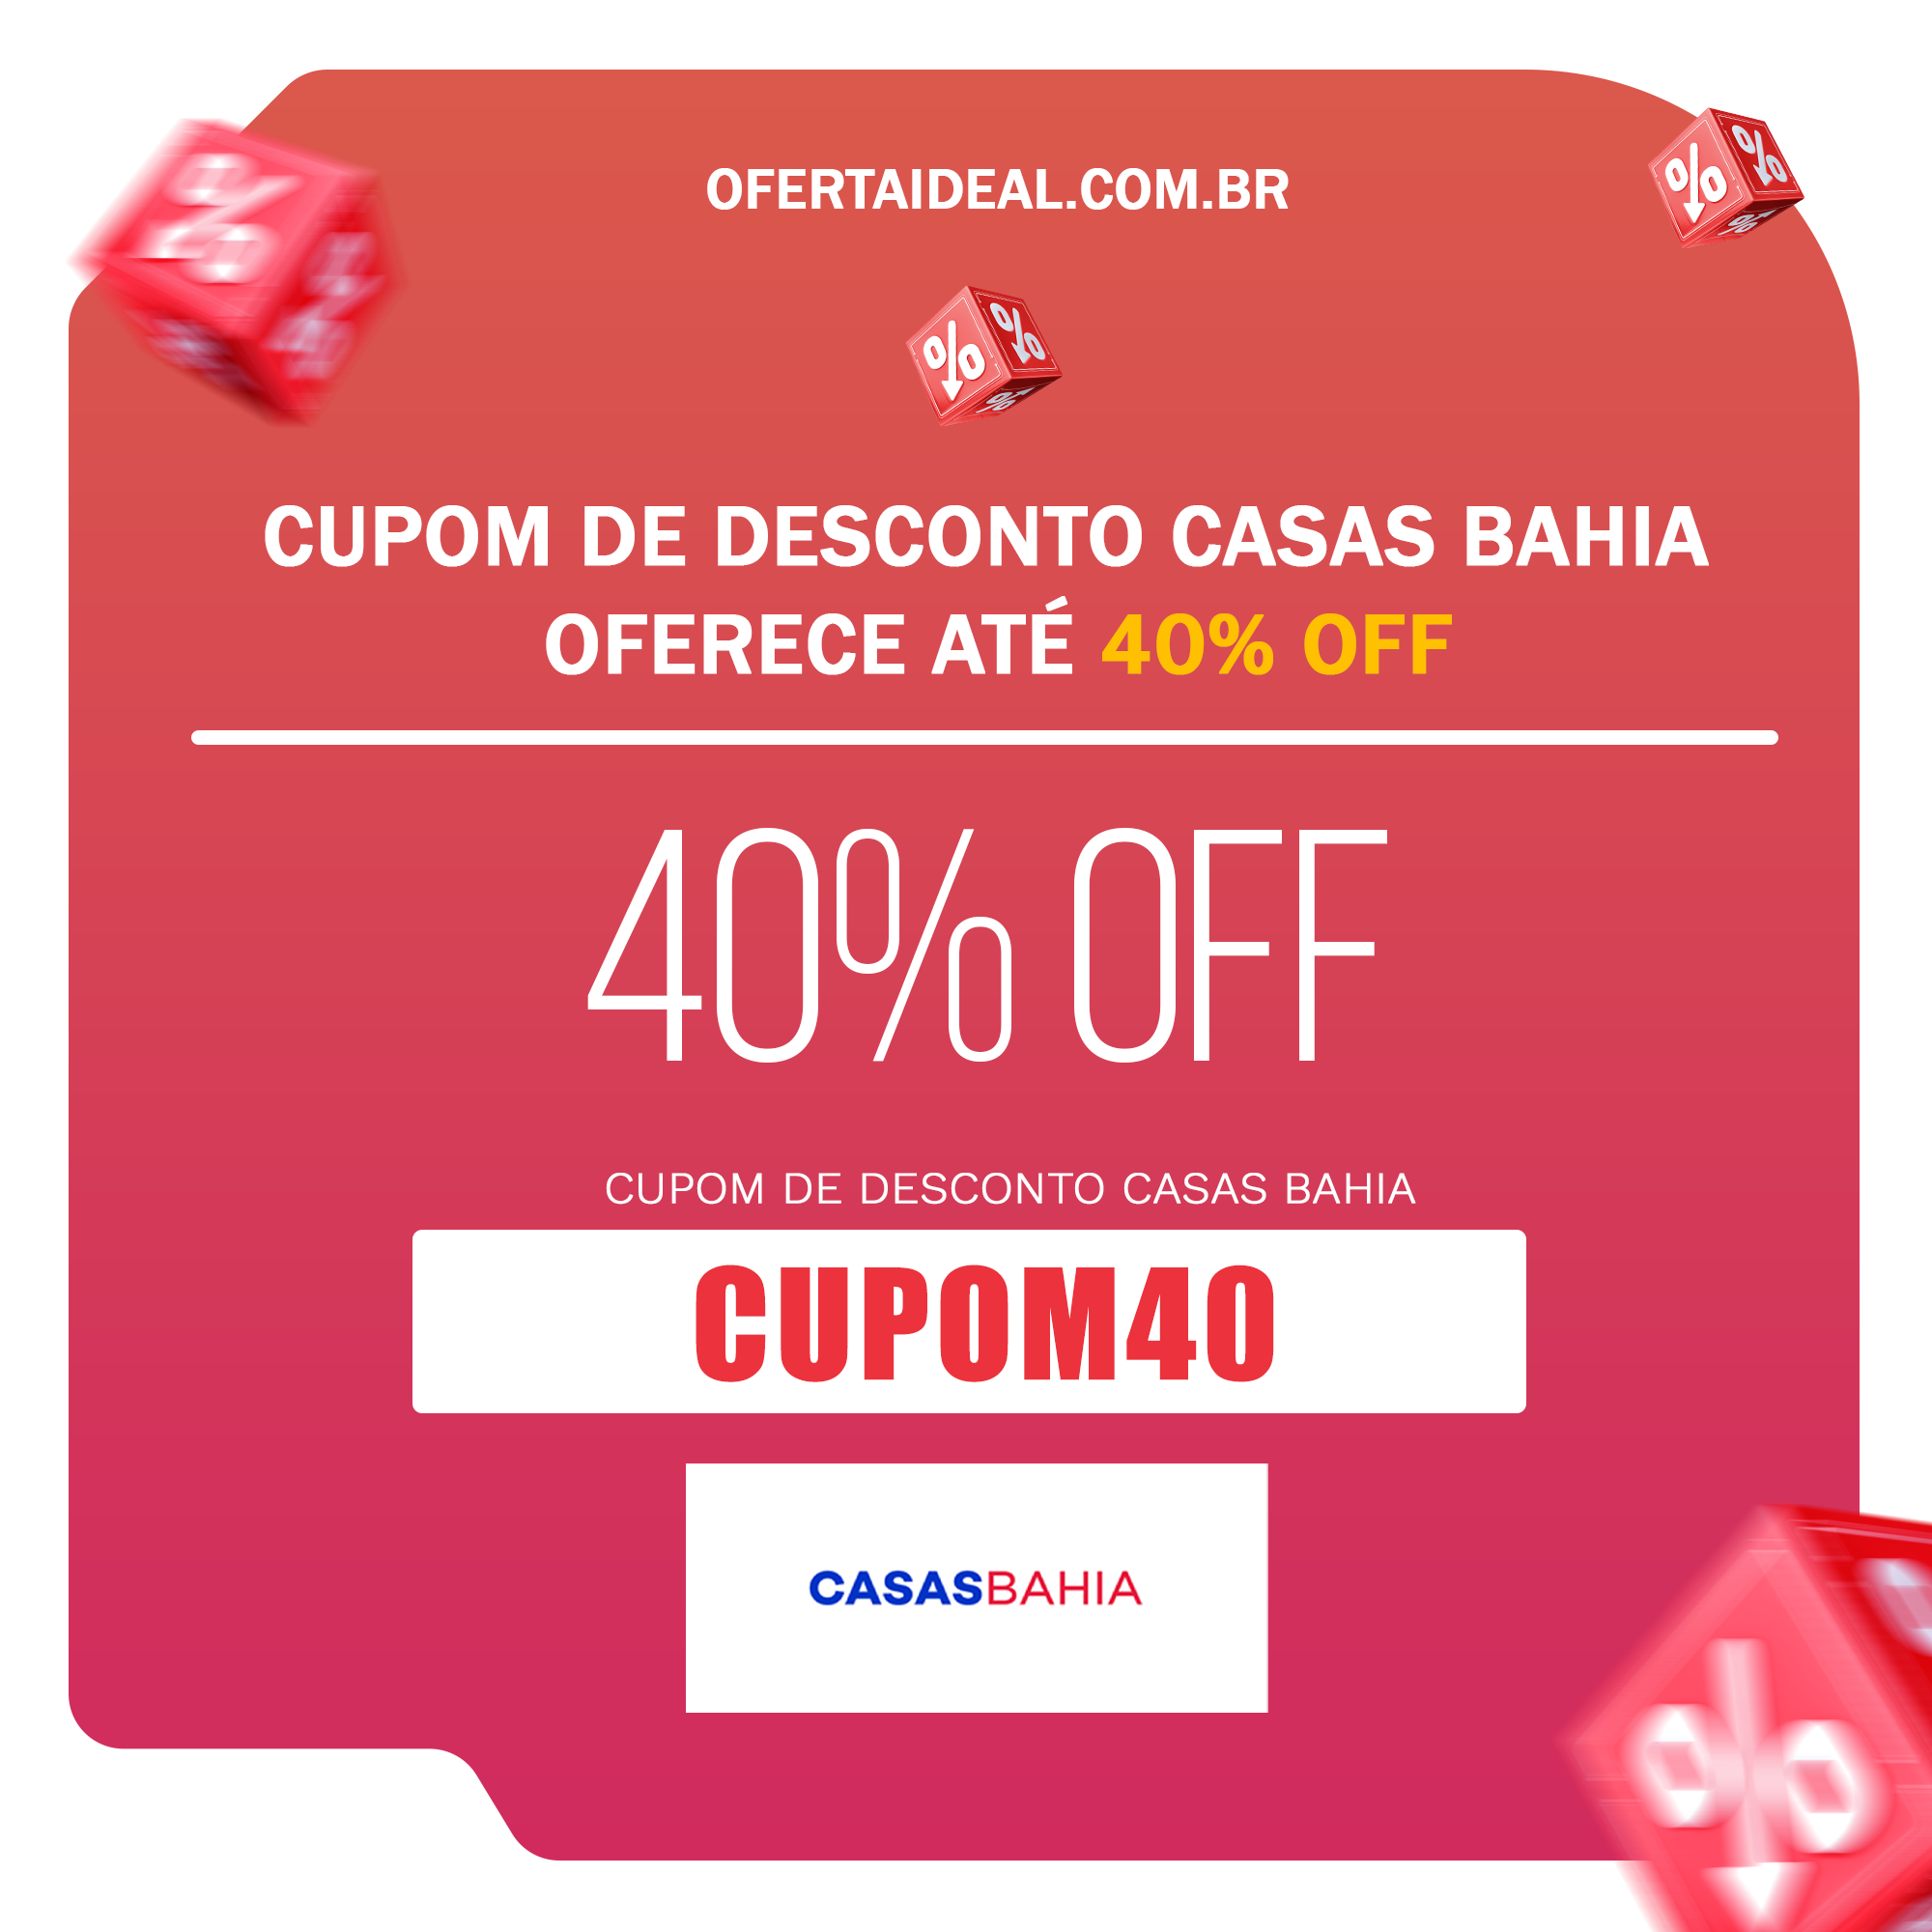 OFERTAIDEAL.COM.BR
CUPOM DE DESCONTO CASAS BAHIA
OFERECE ATÉ 40% OFF
40% OFF
CUPOM DE DESCONTO CASAS BAHIA
CUPOM40
CASASBAHIA